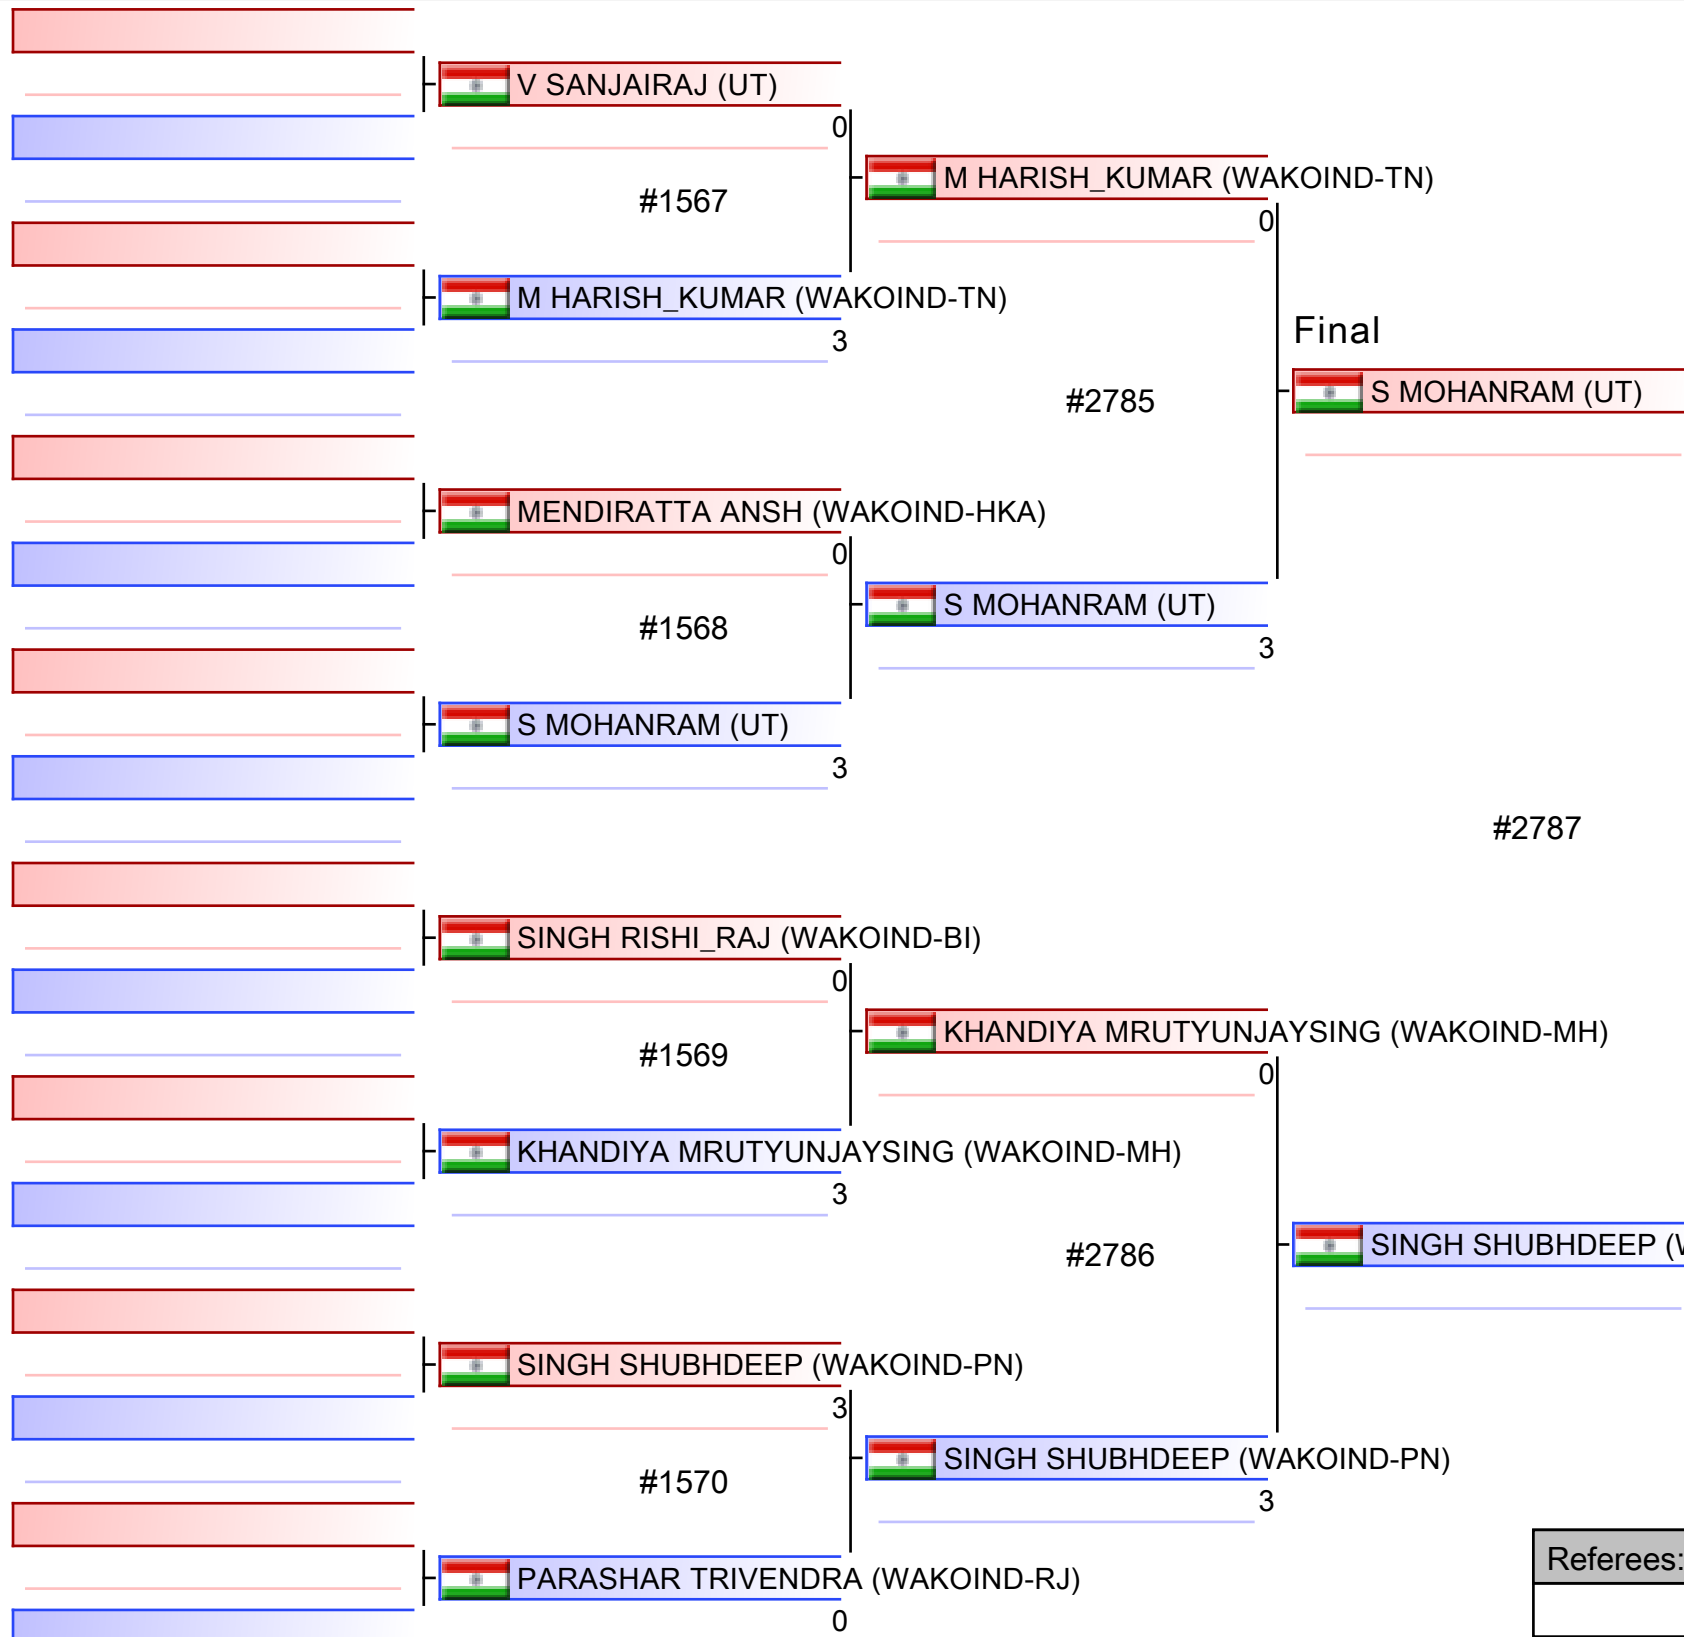 V SANJAIRAJ (UT)
0
#1567
M HARISH_KUMAR (WAKOIND-TN)
3
MENDIRATTA ANSH (WAKOIND-HKA)
0
#1568
S MOHANRAM (UT)
3
SINGH RISHI_RAJ (WAKOIND-BI)
0
#1569
KHANDIYA MRUTYUNJAYSING (WAKOIND-MH)
3
SINGH SHUBHDEEP (WAKOIND-PN)
3
#1570
PARASHAR TRIVENDRA (WAKOIND-RJ)
0
M HARISH_KUMAR (WAKOIND-TN)
0
#2785
S MOHANRAM (UT)
3
KHANDIYA MRUTYUNJAYSING (WAKOIND-MH)
0
#2786
SINGH SHUBHDEEP (WAKOIND-PN)
3
Final
S MOHANRAM (UT)
#2787
SINGH SHUBHDEEP (
Referees: